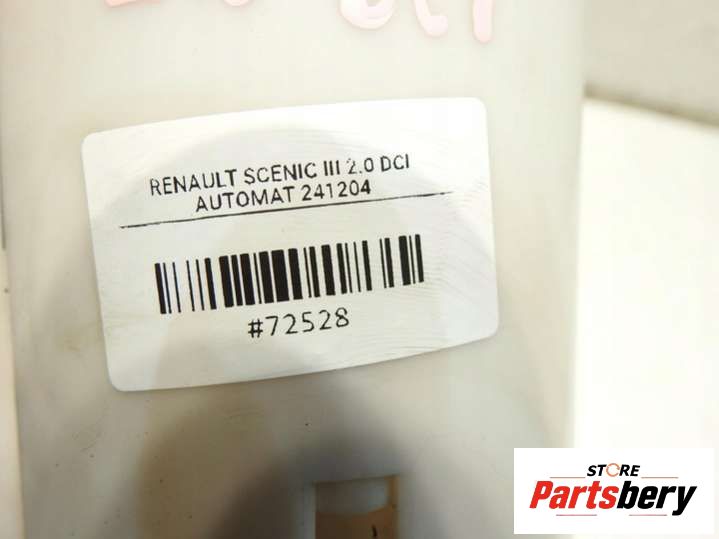 RENAULT SCENIC III 2.0 DCI
AUTOMAT 241204
#72528
STORE
Partsbery